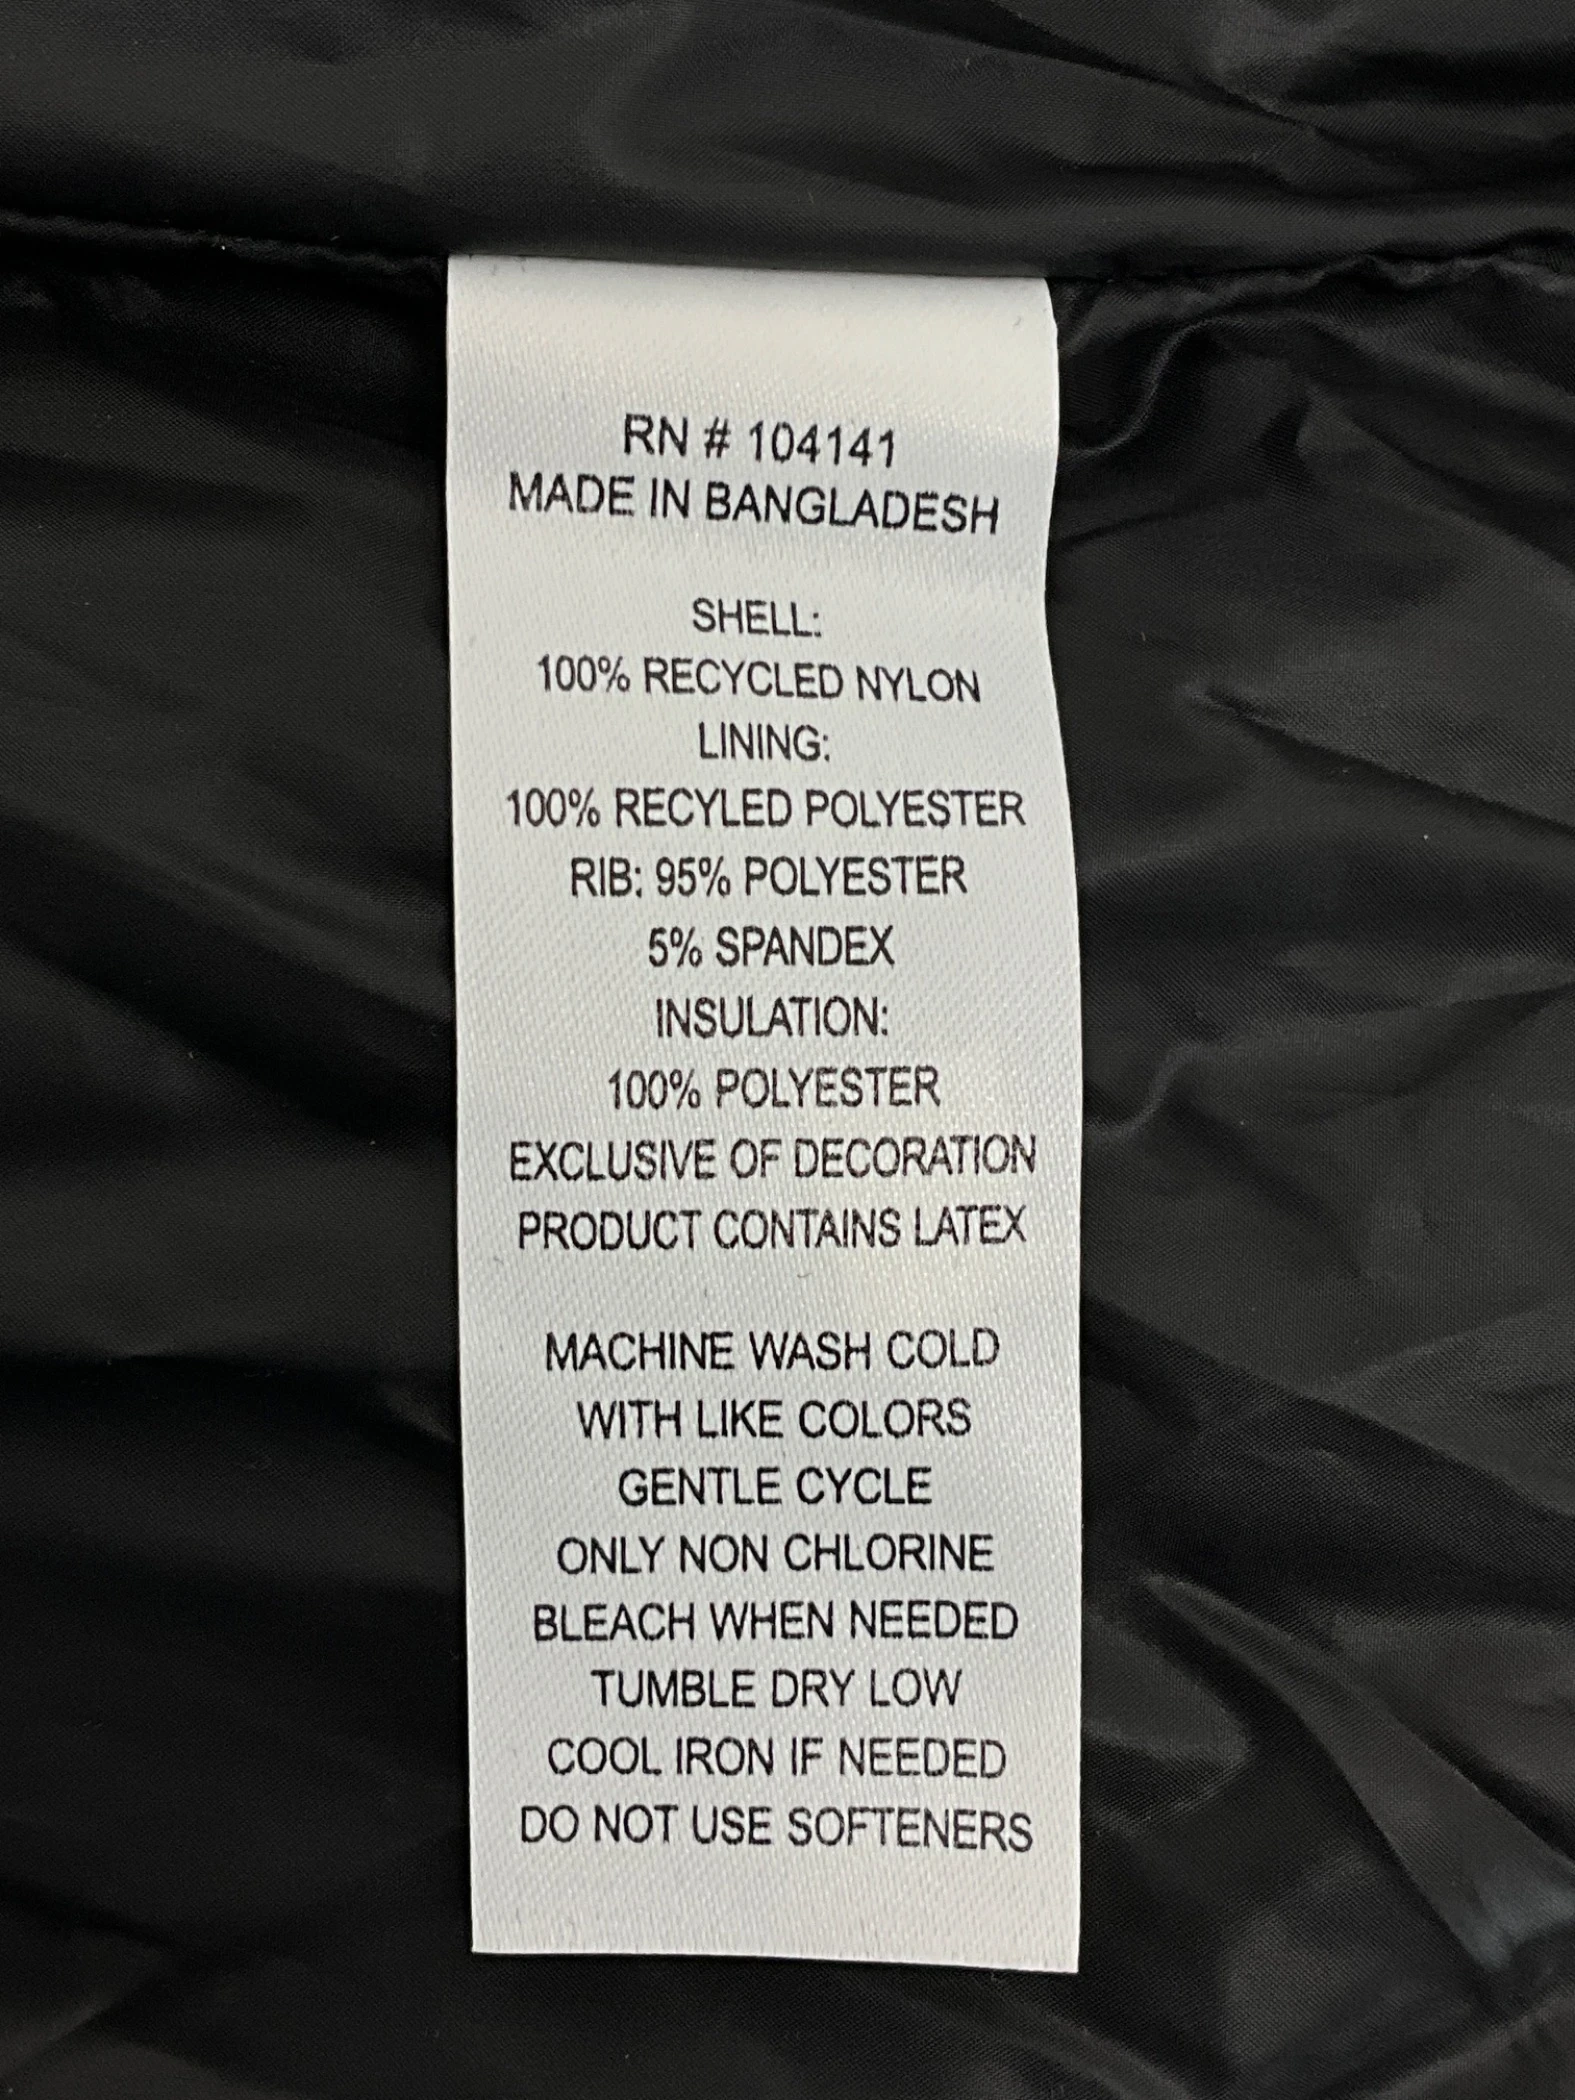 RN # 104141
MADE IN BANGLADESH
SHELL:
100% RECYCLED NYLON
LINING:
100% RECYLED POLYESTER
RIB: 95% POLYESTER
5% SPANDEX
INSULATION:
100% POLYESTER
EXCLUSIVE OF DECORATION
PRODUCT CONTAINS LATEX
MACHINE WASH COLD
WITH LIKE COLORS
GENTLE CYCLE
ONLY NON CHLORINE
BLEACH WHEN NEEDED
TUMBLE DRY LOW
COOL IRON IF NEEDED
DO NOT USE SOFTENERS